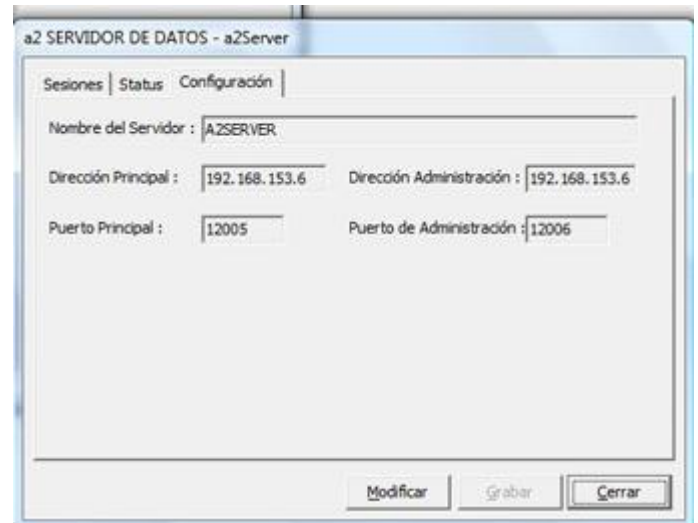 a2 SERVIDOR DE DATOS - a2Server
Sesiones Status Configuración
Nombre del Servidor : A2SERVER
Dirección Principal : 192.168.153.6 Dirección Administración : 192.168.153.6
Puerto Principal : 12005 Puerto de Administración : 12006
Modificar Grabar Cerrar